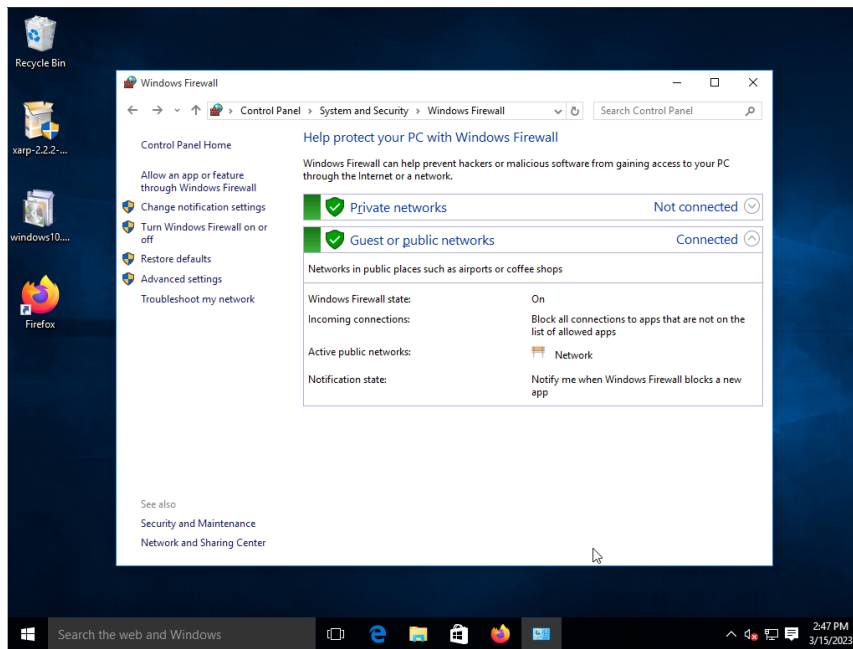 Recycle Bin
xarp-2.2.2-...
windows10....
Firefox
Windows Firewall
Control Panel › System and Security › Windows Firewall
Search Control Panel
Control Panel Home
Allow an app or feature
through Windows Firewall
Change notification settings
Turn Windows Firewall on or
off
Restore defaults
Advanced settings
Troubleshoot my network
See also
Security and Maintenance
Network and Sharing Center
Help protect your PC with Windows Firewall
Windows Firewall can help prevent hackers or malicious software from gaining access to your PC
through the Internet or a network.
Private networks Not connected
Guest or public networks Connected
Networks in public places such as airports or coffee shops
Windows Firewall state: On
Incoming connections: Block all connections to apps that are not on the
list of allowed apps
Active public networks: Network
Notification state: Notify me when Windows Firewall blocks a new
app
Search the web and Windows
2:47 PM
3/15/2023